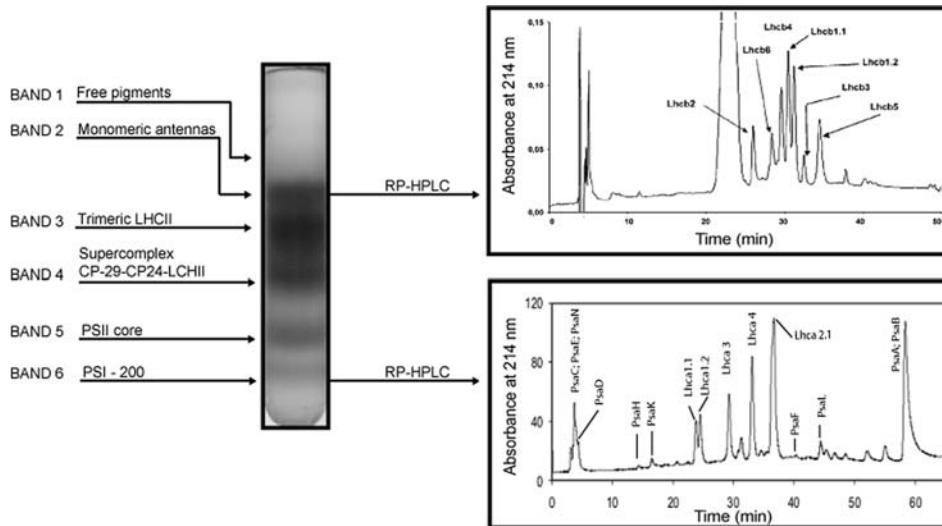 BAND 1 Free pigments
BAND 2 Monomeric antennas
BAND 3 Trimeric LHCII
BAND 4 Supercomplex
CP-29-CP24-LCHII
BAND 5 PSII core
BAND 6 PSI - 200
RP-HPLC
RP-HPLC
Absorbance at 214 nm
0,15
0,10
0,05
0,00
0
10
20
30
40
50
Time (min)
Lhcb2
Lhcb6
Lhcb4
Lhcb1.1
Lhcb1.2
Lhcb3
Lhcb5
Absorbance at 214 nm
120
80
40
0
0
10
20
30
40
50
60
Time (min)
PsaC; PsaE; PsaN
PsaD
PsaH
PsaK
Lhca1.1
Lhca1.2
Lhca 3
Lhca 4
Lhca 2.1
PsaF
PsaL
PsaA; PsaB